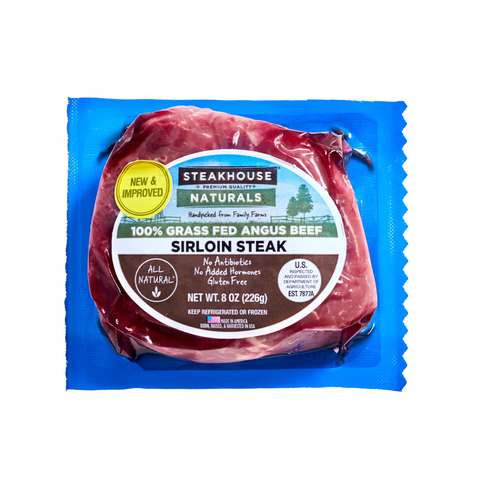 NEW &
IMPROVED
STEAKHOUSE
PREMIUM QUALITY
NATURALS
Handpicked from Family Farms
100% GRASS FED ANGUS BEEF
SIRLOIN STEAK
No Antibiotics
No Added Hormones
Gluten Free
ALL
NATURAL*
U.S.
INSPECTED
AND PASSED BY
DEPARTMENT OF
AGRICULTURE
EST. 7877A
NET WT. 8 OZ (226g)
KEEP REFRIGERATED OR FROZEN
MADE IN AMERICA
BORN, RAISED, & HARVESTED IN USA